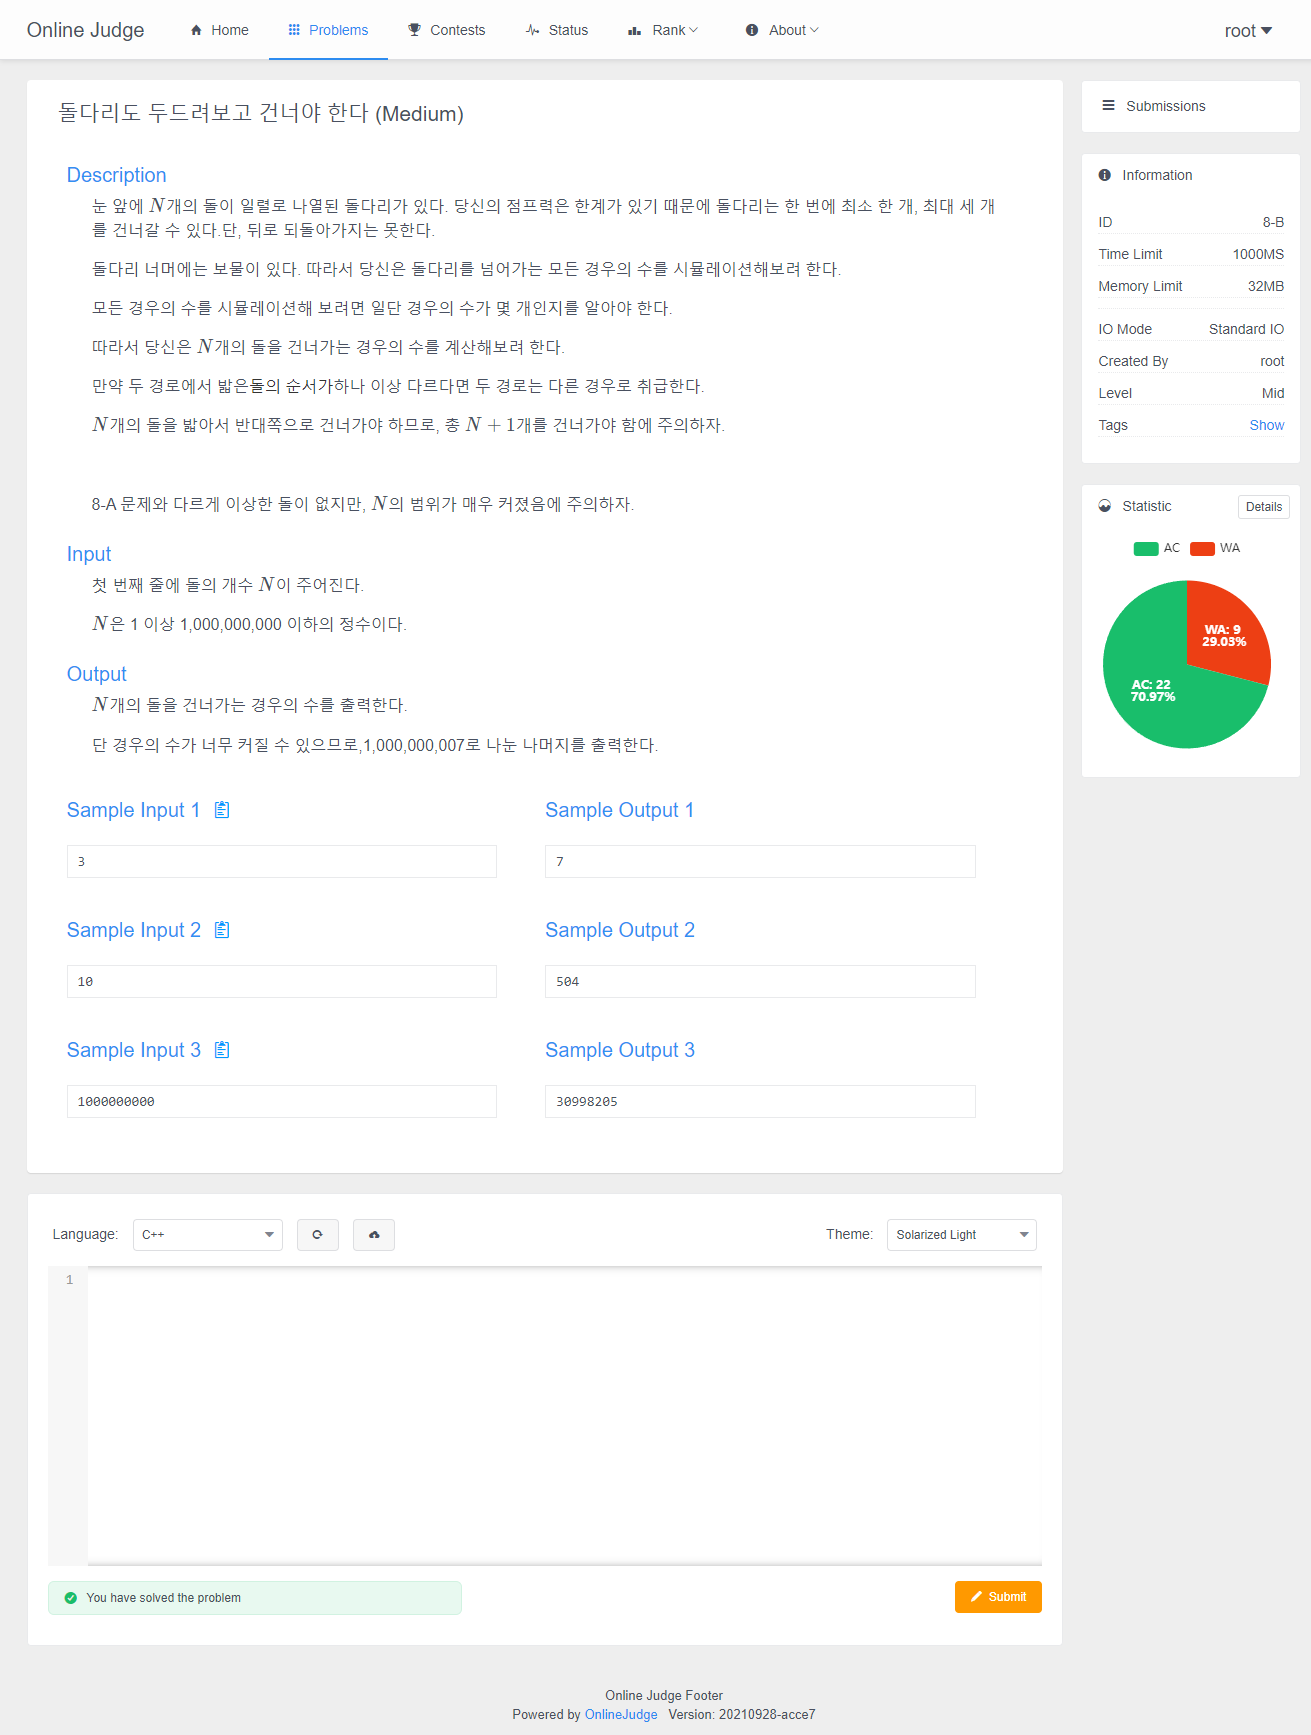 Online Judge Home Problems Contests Status Rank About root
돌다리도 두드려보고 건너야 한다 (Medium)
Description
눈 앞에 N개의 돌이 일렬로 나열된 돌다리가 있다. 당신의 점프력은 한계가 있기 때문에 돌다리는 한 번에 최소 한 개, 최대 세 개
를 건너갈 수 있다.단, 뒤로 되돌아가지는 못한다.
돌다리 너머에는 보물이 있다. 따라서 당신은 돌다리를 넘어가는 모든 경우의 수를 시뮬레이션해보려 한다.
모든 경우의 수를 시뮬레이션해 보려면 일단 경우의 수가 몇 개인지를 알아야 한다.
따라서 당신은 N개의 돌을 건너가는 경우의 수를 계산해보려 한다.
만약 두 경로에서 밟은돌의 순서가하나 이상 다르다면 두 경로는 다른 경우로 취급한다.
N개의 돌을 밟아서 반대쪽으로 건너가야 하므로, 총 N + 1개를 건너가야 함에 주의하자.
8-A 문제와 다르게 이상한 돌이 없지만, N의 범위가 매우 커졌음에 주의하자.
Input
첫 번째 줄에 돌의 개수 N이 주어진다.
N은 1 이상 1,000,000,000 이하의 정수이다.
Output
N개의 돌을 건너가는 경우의 수를 출력한다.
단 경우의 수가 너무 커질 수 있으므로,1,000,000,007로 나눈 나머지를 출력한다.
Sample Input 1 Sample Output 1
3 7
Sample Input 2 Sample Output 2
10 504
Sample Input 3 Sample Output 3
1000000000 30998205
Language: C++ Theme: Solarized Light
1
You have solved the problem Submit
Submissions
Information
ID 8-B
Time Limit 1000MS
Memory Limit 32MB
IO Mode Standard IO
Created By root
Level Mid
Tags Show
Statistic Details
AC WA
WA: 9
29.03%
AC: 22
70.97%
Online Judge Footer
Powered by OnlineJudge Version: 20210928-acce7